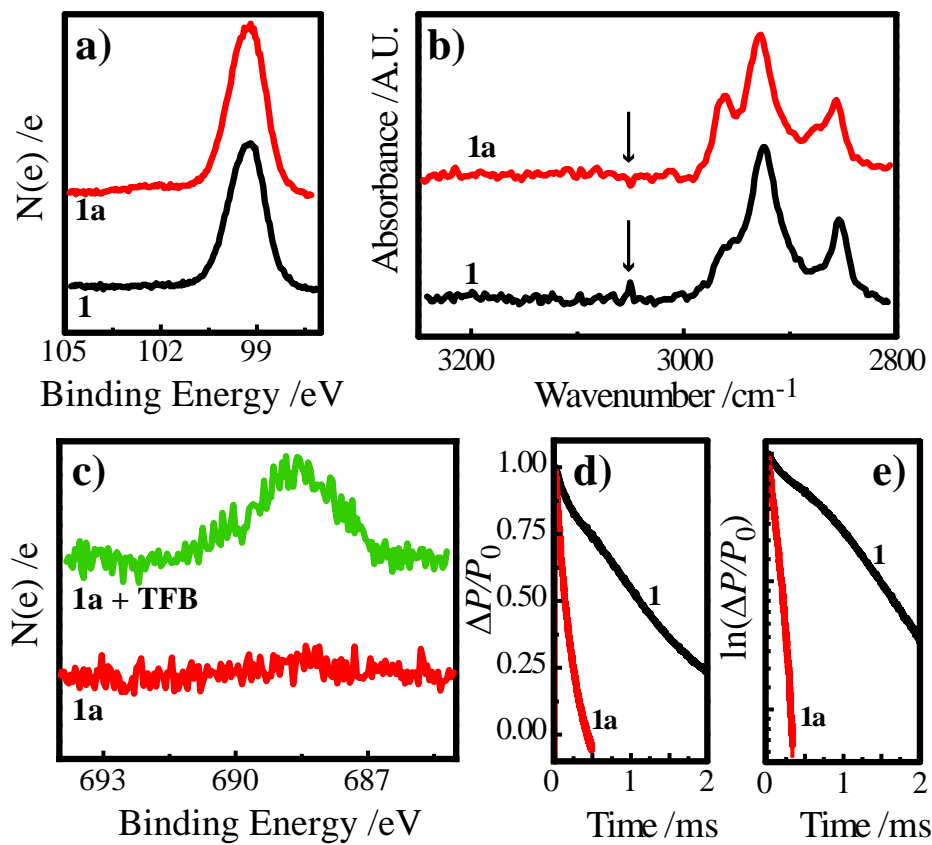 a)
N(e) /e
1a
1
105 102 99
Binding Energy /eV
b)
Absorbance /A.U.
1a
1
3200 3000 2800
Wavenumber /cm-1
c)
N(e) /e
1a + TFB
1a
693 690 687
Binding Energy /eV
d)
ΔP/P0
1.00
0.75
0.50
0.25
0.00
1
1a
0 1 2
Time /ms
e)
ln(ΔP/P0)
1
1a
0 1 2
Time /ms